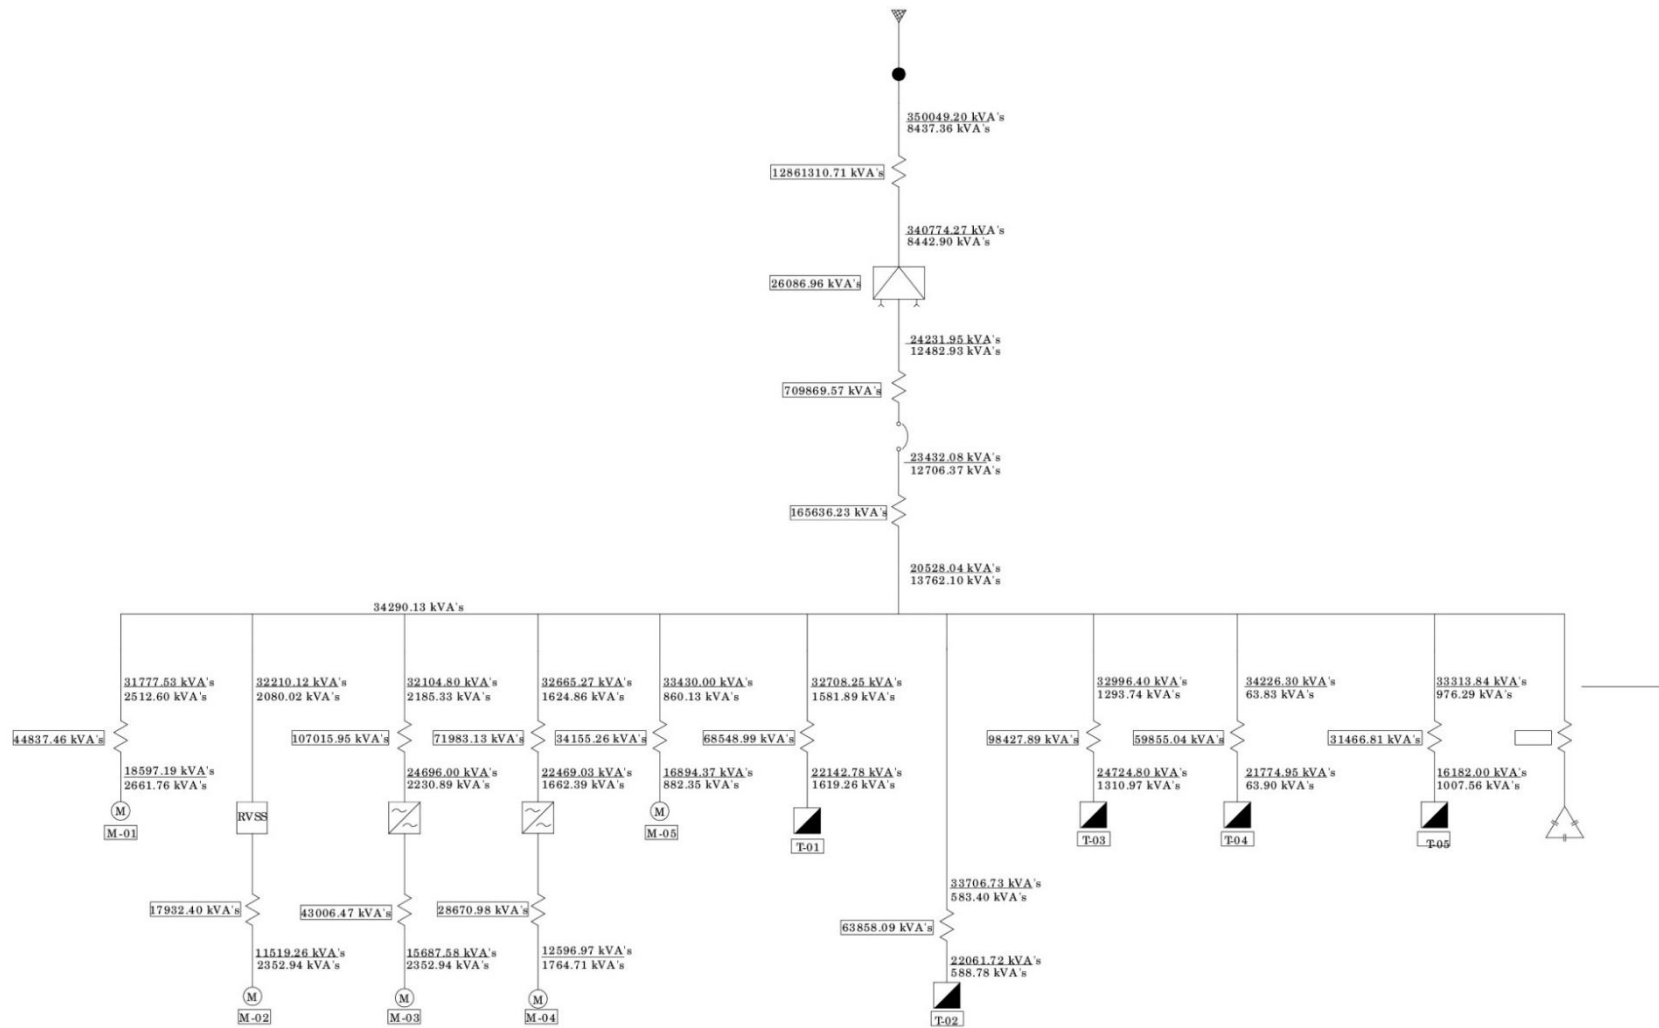 350049.20 kVA's
8437.36 kVA's
12861310.71 kVA's
340774.27 kVA's
8442.90 kVA's
26086.96 kVA's
24231.95 kVA's
12482.93 kVA's
709869.57 kVA's
23432.08 kVA's
12706.37 kVA's
165636.23 kVA's
20528.04 kVA's
13762.10 kVA's
34290.13 kVA's
31777.53 kVA's
2512.60 kVA's
44837.46 kVA's
18597.19 kVA's
2661.76 kVA's
M
M-01
32210.12 kVA's
2080.02 kVA's
RVSS
17932.40 kVA's
11519.26 kVA's
2352.94 kVA's
M
M-02
32104.80 kVA's
2185.33 kVA's
107015.95 kVA's
24696.00 kVA's
2230.89 kVA's
43006.47 kVA's
15687.58 kVA's
2352.94 kVA's
M
M-03
32665.27 kVA's
1624.86 kVA's
71983.13 kVA's
22469.03 kVA's
1662.39 kVA's
28670.98 kVA's
12596.97 kVA's
1764.71 kVA's
M
M-04
33430.00 kVA's
860.13 kVA's
34155.26 kVA's
16894.37 kVA's
882.35 kVA's
M
M-05
32708.25 kVA's
1581.89 kVA's
68548.99 kVA's
22142.78 kVA's
1619.26 kVA's
T-01
33706.73 kVA's
583.40 kVA's
63858.09 kVA's
22061.72 kVA's
588.78 kVA's
T-02
32996.40 kVA's
1293.74 kVA's
98427.89 kVA's
24724.80 kVA's
1310.97 kVA's
T-03
34226.30 kVA's
63.83 kVA's
59855.04 kVA's
21774.95 kVA's
63.90 kVA's
T-04
33313.84 kVA's
976.29 kVA's
31466.81 kVA's
16182.00 kVA's
1007.56 kVA's
T-05